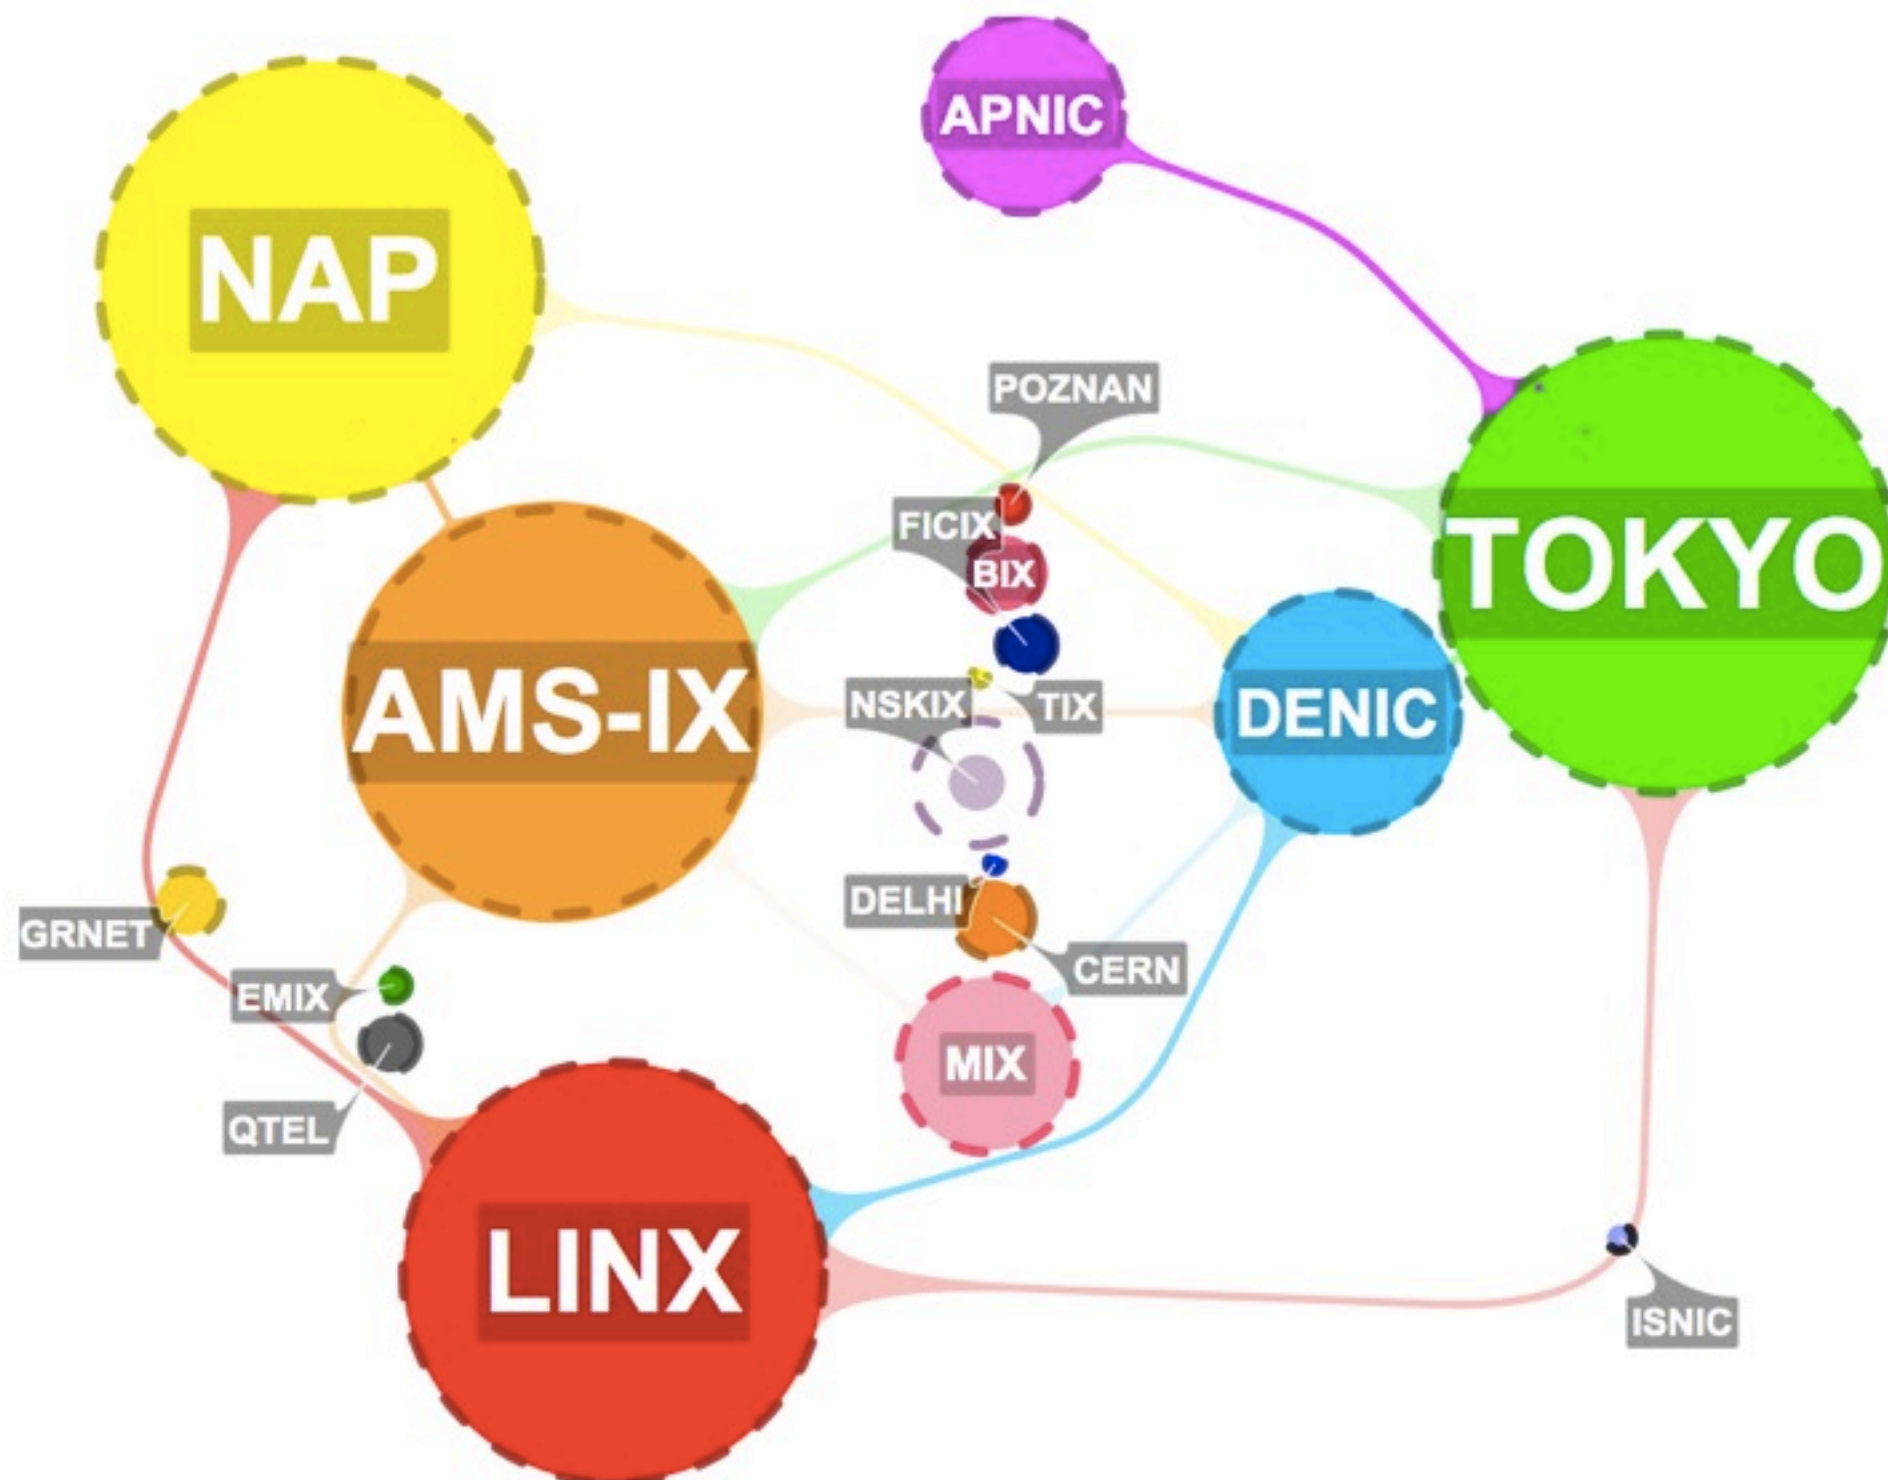 APNIC
NAP
POZNAN
FICIX
TOKYO
BIX
AMS-IX
NSKIX
TIX
DENIC
DELHI
GRNET
CERN
EMIX
MIX
QTEL
LINX
ISNIC